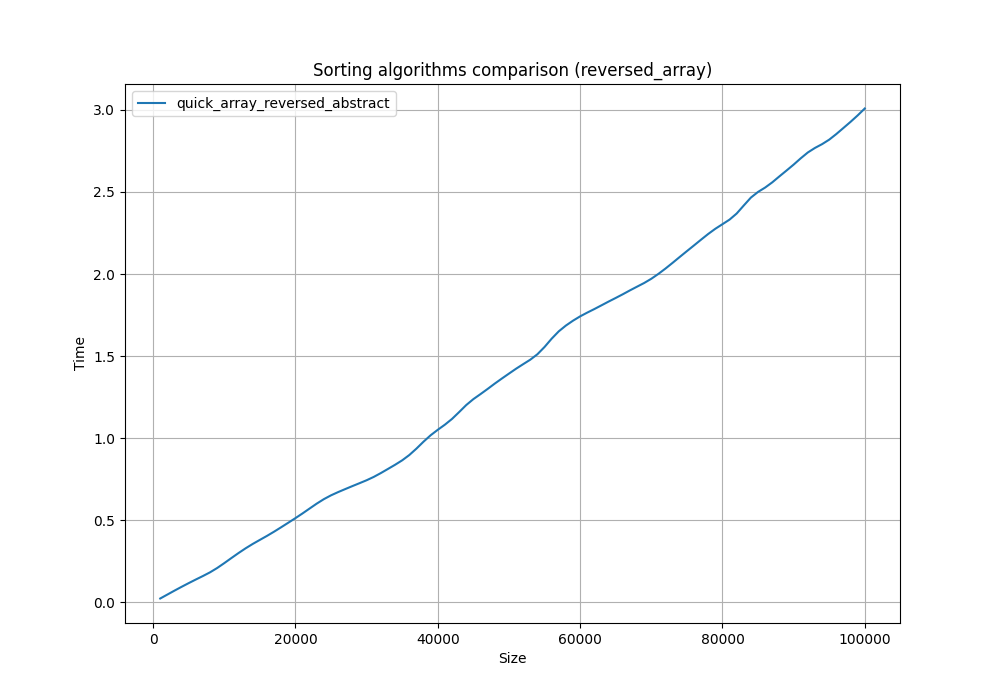 Sorting algorithms comparison (reversed_array)
quick_array_reversed_abstract
Time
3.0
2.5
2.0
1.5
1.0
0.5
0.0
0 20000 40000 60000 80000 100000
Size